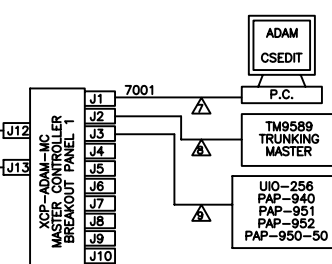 ADAM
CSEDIT
P.C.
7001
7
J1
J2
J3
J4
J5
J6
J7
J8
J9
J10
J12
J13
XCP-ADAM-MC
MASTER CONTROLLER
BREAKOUT PANEL 1
TM9589
TRUNKING
MASTER
8
UIO-256
PAP-940
PAP-951
PAP-952
PAP-950-50
9